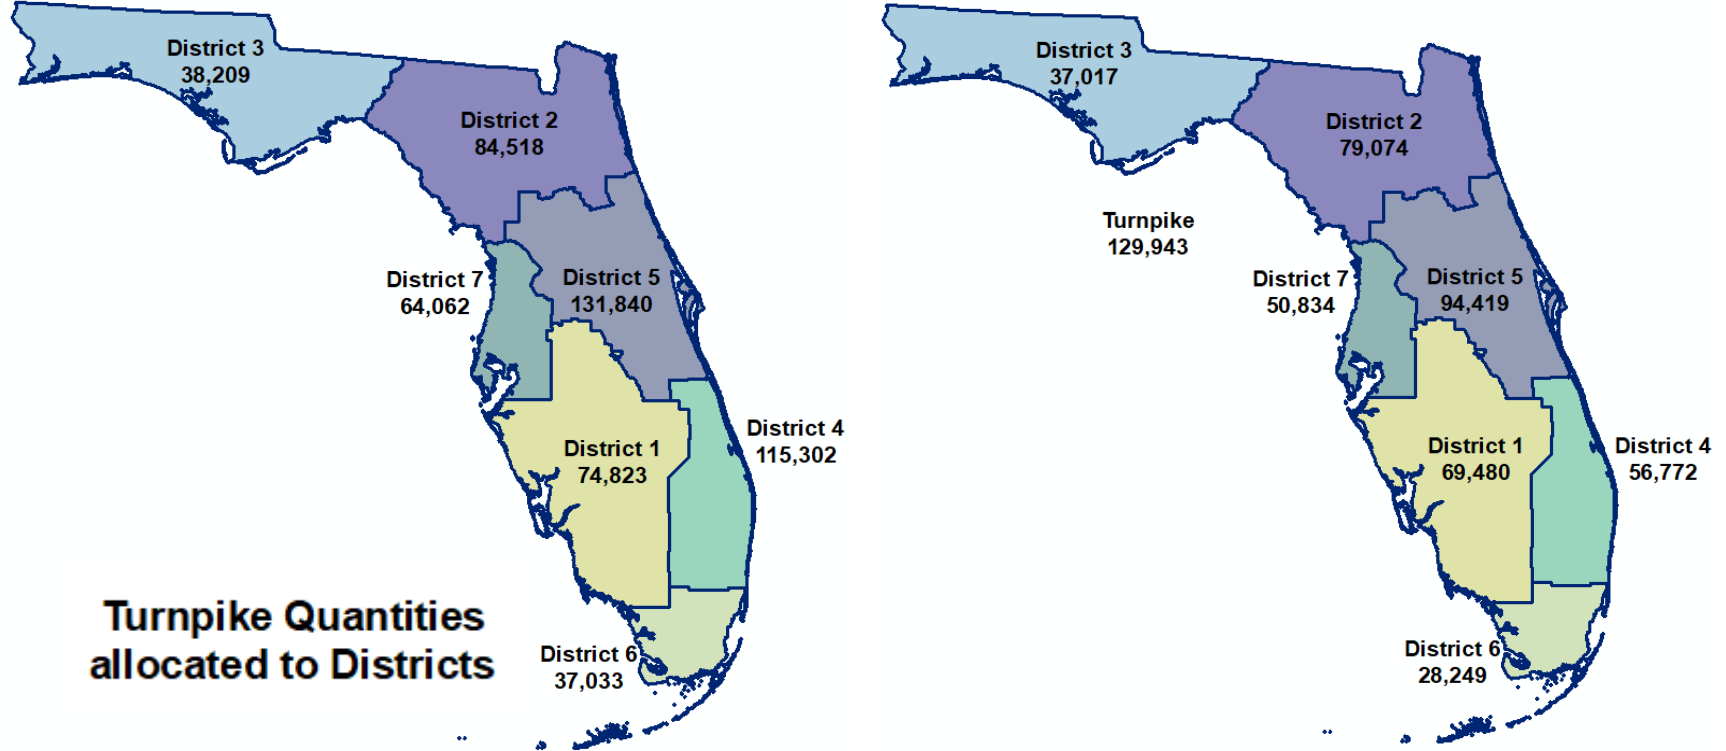 District 3
38,209
District 2
84,518
District 7
64,062
District 5
131,840
District 4
115,302
District 1
74,823
Turnpike Quantities
allocated to Districts
District 6
37,033
District 3
37,017
District 2
79,074
Turnpike
129,943
District 7
50,834
District 5
94,419
District 1
69,480
District 4
56,772
District 6
28,249